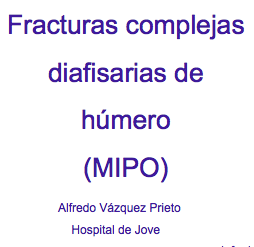 Fracturas complejas
diafisarias de
húmero
(MIPO)
Alfredo Vázquez Prieto
Hospital de Jove